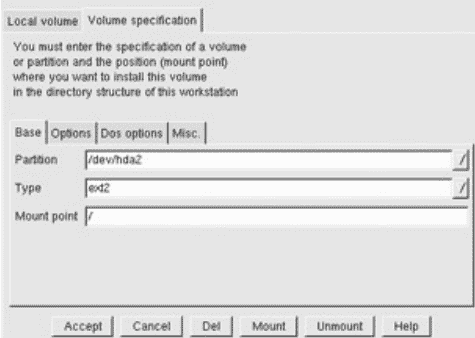 Local volume Volume specification
You must enter the specification of a volume
or partition and the position (mount point)
where you want to install this volume
in the directory structure of this workstation
Base Options Dos options Misc.
Partition /dev/hda2
Type ext2
Mount point /
Accept Cancel Del Mount Unmount Help